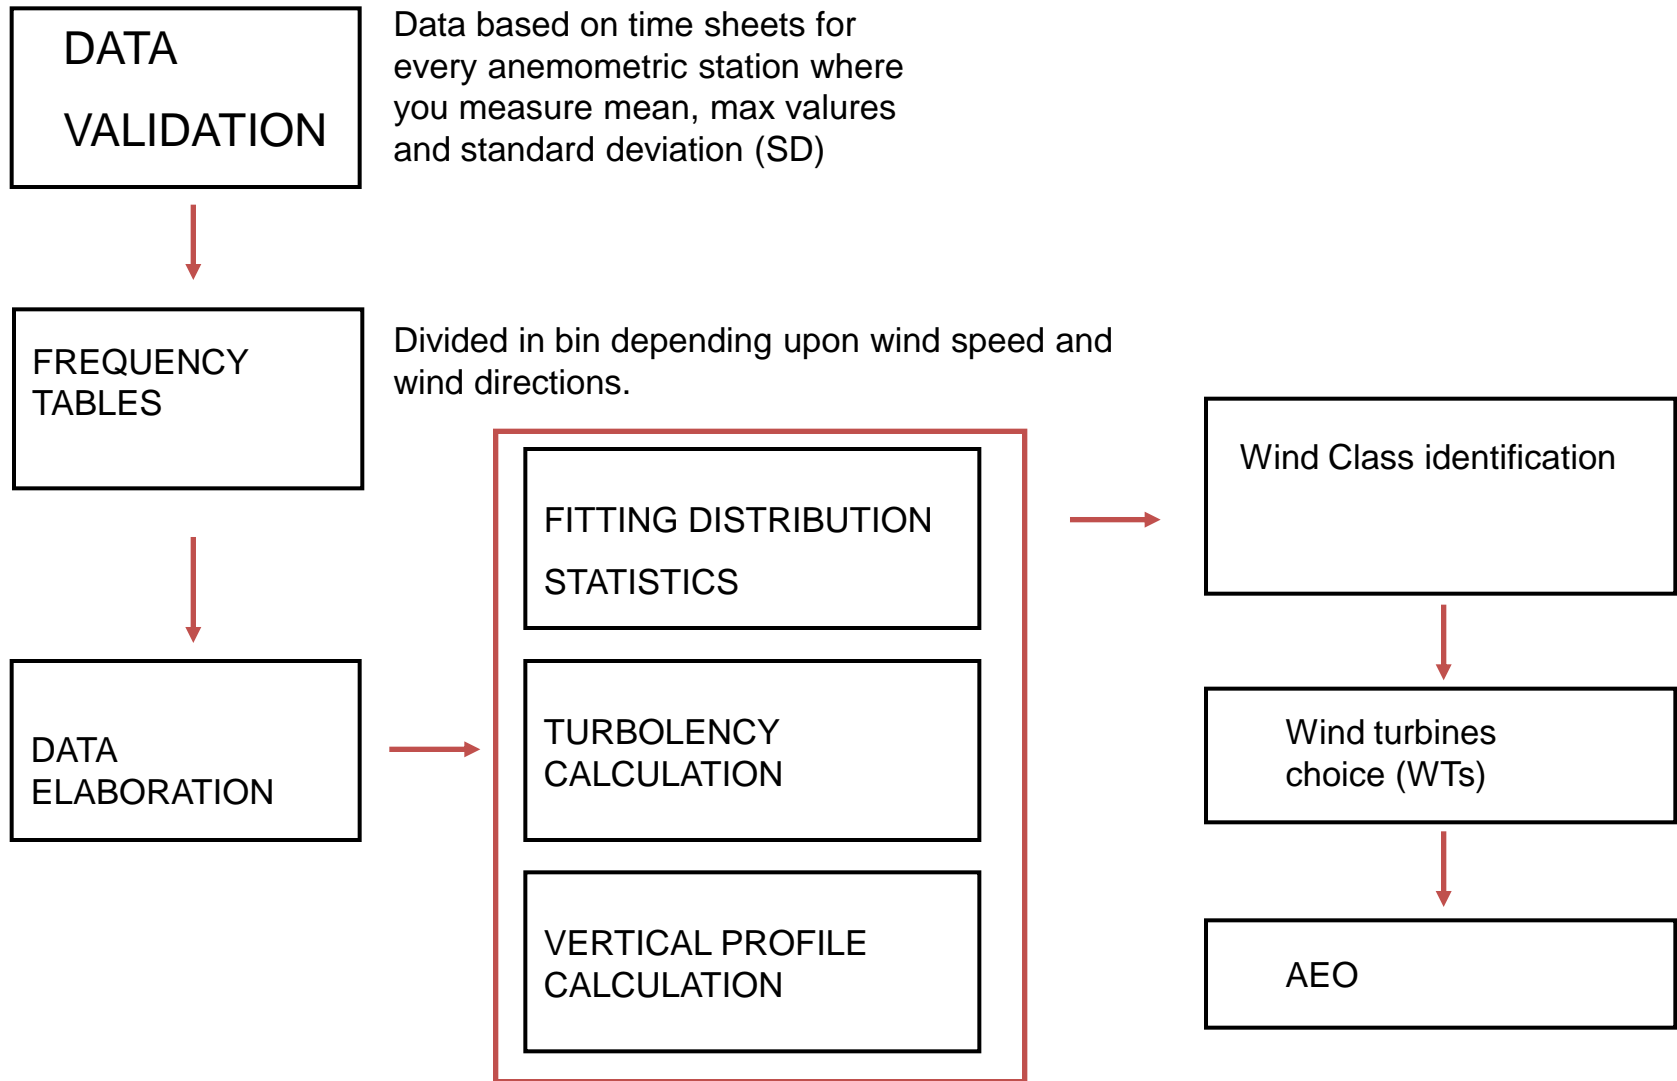 DATA
VALIDATION
Data based on time sheets for
every anemometric station where
you measure mean, max valures
and standard deviation (SD)
FREQUENCY
TABLES
Divided in bin depending upon wind speed and
wind directions.
DATA
ELABORATION
FITTING DISTRIBUTION
STATISTICS
TURBOLENCY
CALCULATION
VERTICAL PROFILE
CALCULATION
Wind Class identification
Wind turbines
choice (WTs)
AEO